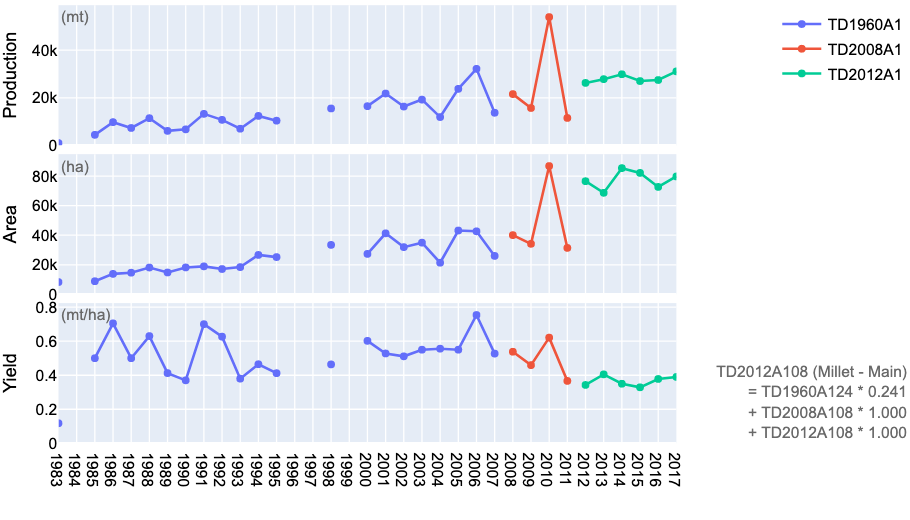 (mt)
Production
40k
20k
0
TD1960A1
TD2008A1
TD2012A1
(ha)
Area
80k
60k
40k
20k
0
(mt/ha)
Yield
0.8
0.6
0.4
0.2
0
1983
1984
1985
1986
1987
1988
1989
1990
1991
1992
1993
1994
1995
1996
1997
1998
1999
2000
2001
2002
2003
2004
2005
2006
2007
2008
2009
2010
2011
2012
2013
2014
2015
2016
2017
TD2012A108 (Millet - Main)
= TD1960A124 * 0.241
+ TD2008A108 * 1.000
+ TD2012A108 * 1.000